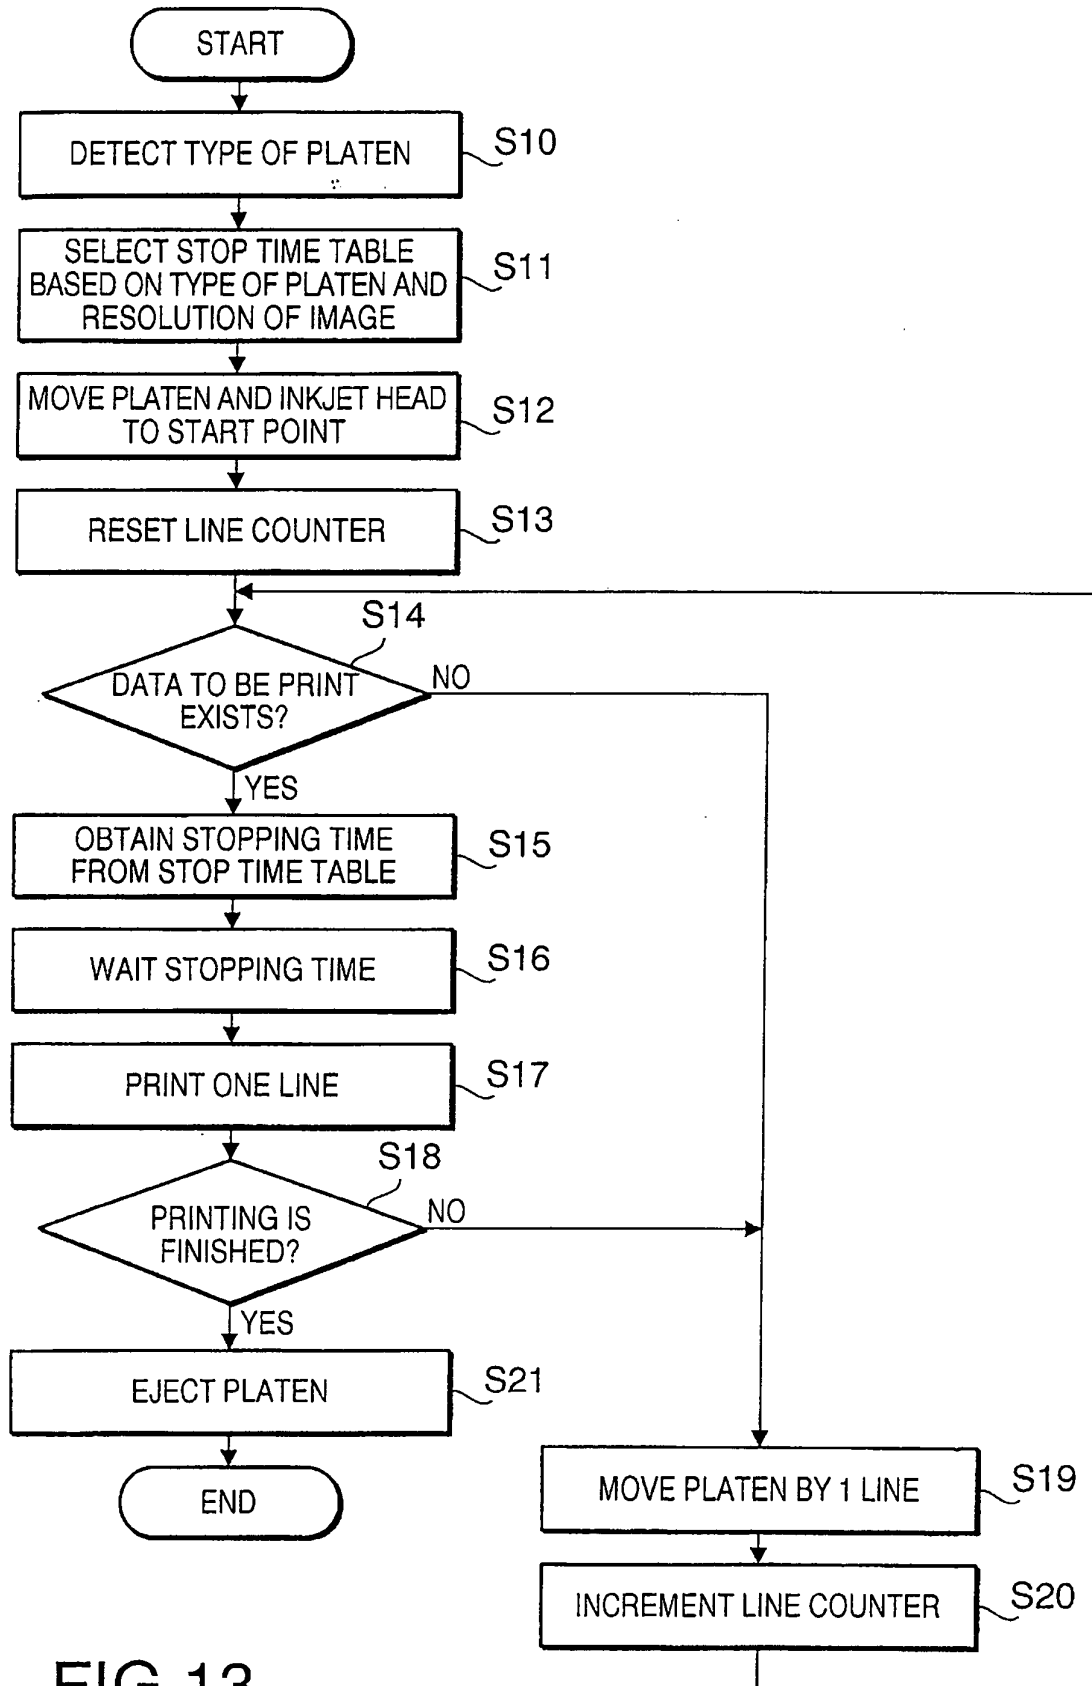 START
DETECT TYPE OF PLATEN
S10
SELECT STOP TIME TABLE
BASED ON TYPE OF PLATEN AND
RESOLUTION OF IMAGE
S11
MOVE PLATEN AND INKJET HEAD
TO START POINT
S12
RESET LINE COUNTER
S13
S14
DATA TO BE PRINT
EXISTS?
NO
YES
OBTAIN STOPPING TIME
FROM STOP TIME TABLE
S15
WAIT STOPPING TIME
S16
PRINT ONE LINE
S17
S18
PRINTING IS
FINISHED?
NO
YES
EJECT PLATEN
S21
END
MOVE PLATEN BY 1 LINE
S19
INCREMENT LINE COUNTER
S20
FIG.13